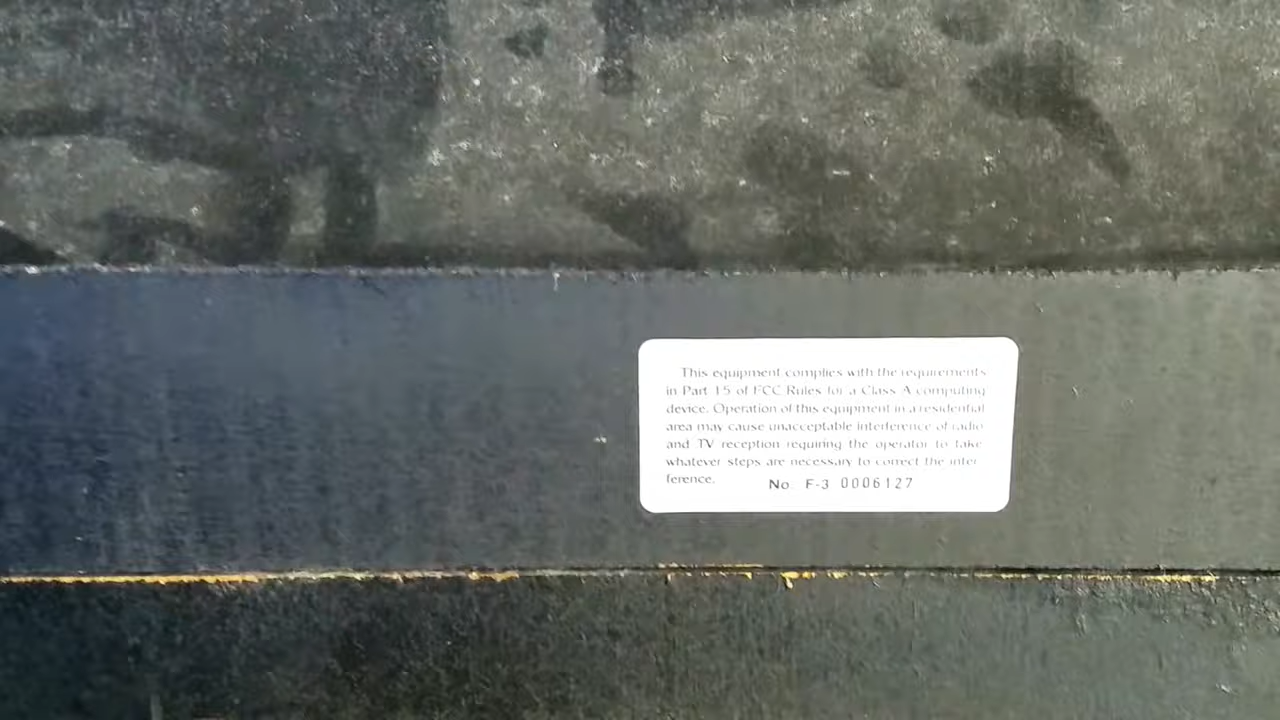 This equipment complies with the requirements
in Part 15 of FCC Rules for a Class A computing
device. Operation of this equipment in a residential
area may cause unacceptable interference of radio
and TV reception requiring the operator to take
whatever steps are necessary to correct the inter
ference.
No. F-3 0006127